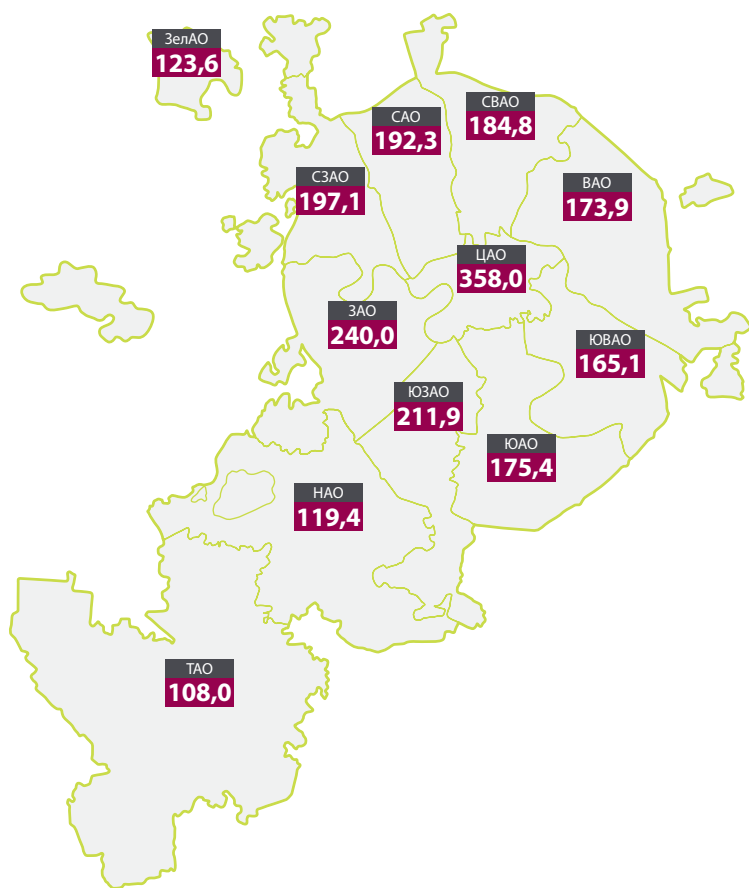 ЗелАО
123,6
СВАО
184,8
САО
192,3
СЗАО
197,1
ВАО
173,9
ЦАО
358,0
ЗАО
240,0
ЮВАО
165,1
ЮЗАО
211,9
ЮАО
175,4
НАО
119,4
ТАО
108,0